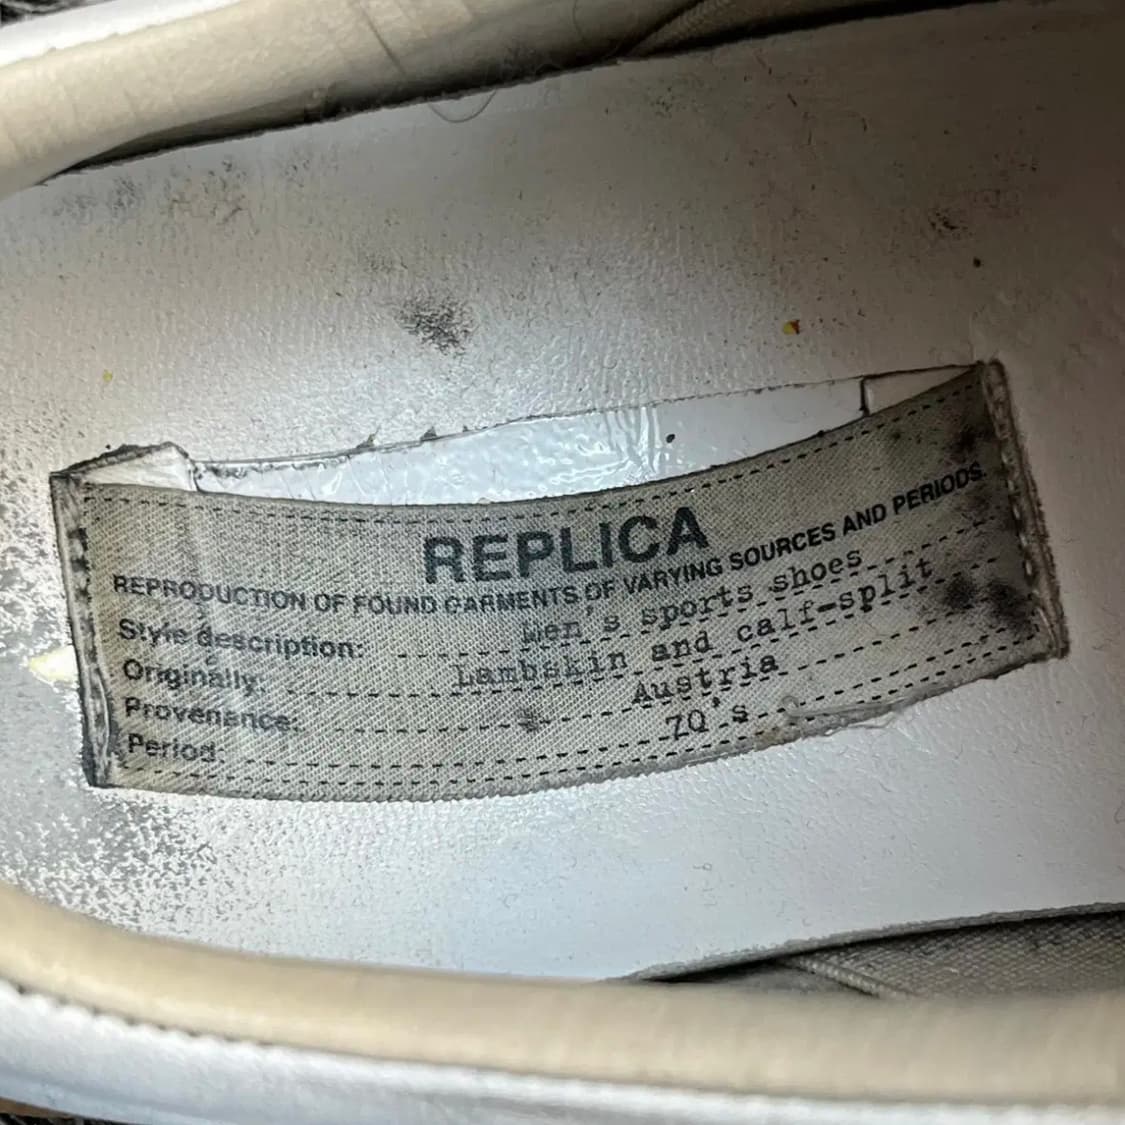 REPLICA
REPRODUCTION OF FOUND GARMENTS OF VARYING SOURCES AND PERIODS.
Style description: Men's sports shoes
Originally: Lambskin and calf-split
Provenance: Austria
Period: 70's